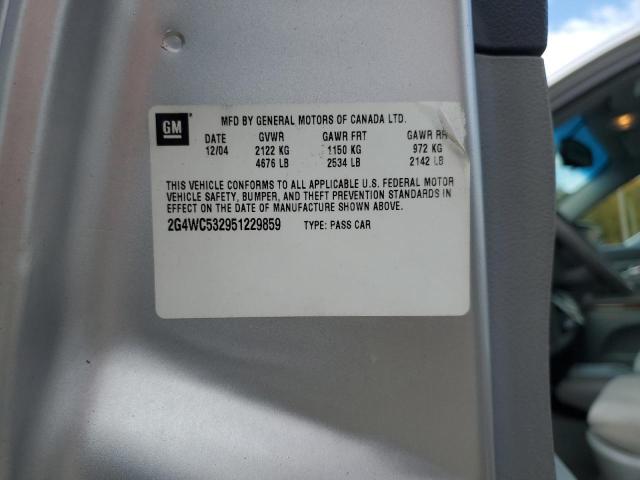 GM
MFD BY GENERAL MOTORS OF CANADA LTD.
DATE GVWR GAWR FRT GAWR RR
12/04 2122 KG 1150 KG 972 KG
4676 LB 2534 LB 2142 LB
THIS VEHICLE CONFORMS TO ALL APPLICABLE U.S. FEDERAL MOTOR
VEHICLE SAFETY, BUMPER, AND THEFT PREVENTION STANDARDS IN
EFFECT ON THE DATE OF MANUFACTURE SHOWN ABOVE.
2G4WC532951229859 TYPE: PASS CAR